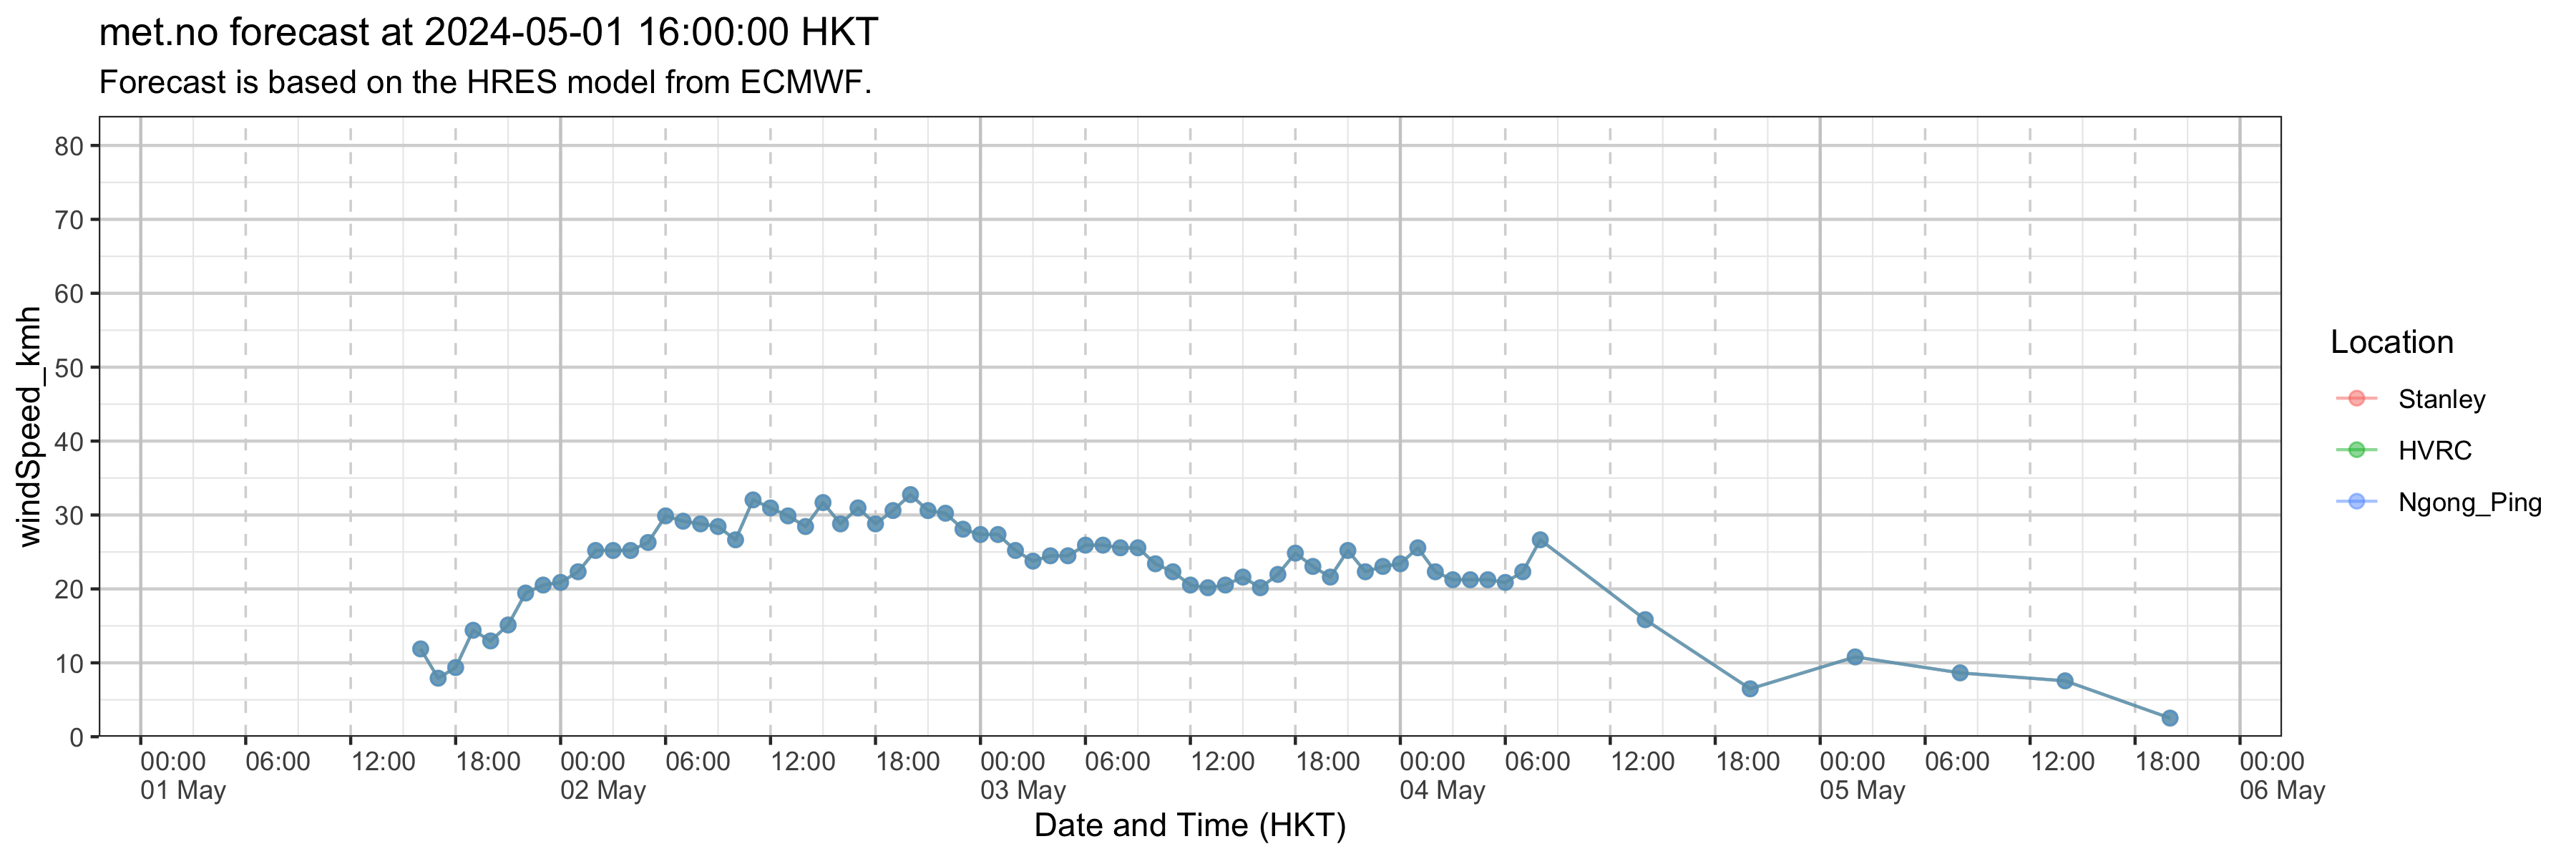 met.no forecast at 2024-05-01 16:00:00 HKT
Forecast is based on the HRES model from ECMWF.
windSpeed_kmh
80
70
60
50
40
30
20
10
0
00:00 06:00 12:00 18:00 00:00 06:00 12:00 18:00 00:00 06:00 12:00 18:00 00:00 06:00 12:00 18:00 00:00 06:00 12:00 18:00 00:00
01 May 02 May 03 May 04 May 05 May 06 May
Date and Time (HKT)
Location
Stanley
HVRC
Ngong_Ping